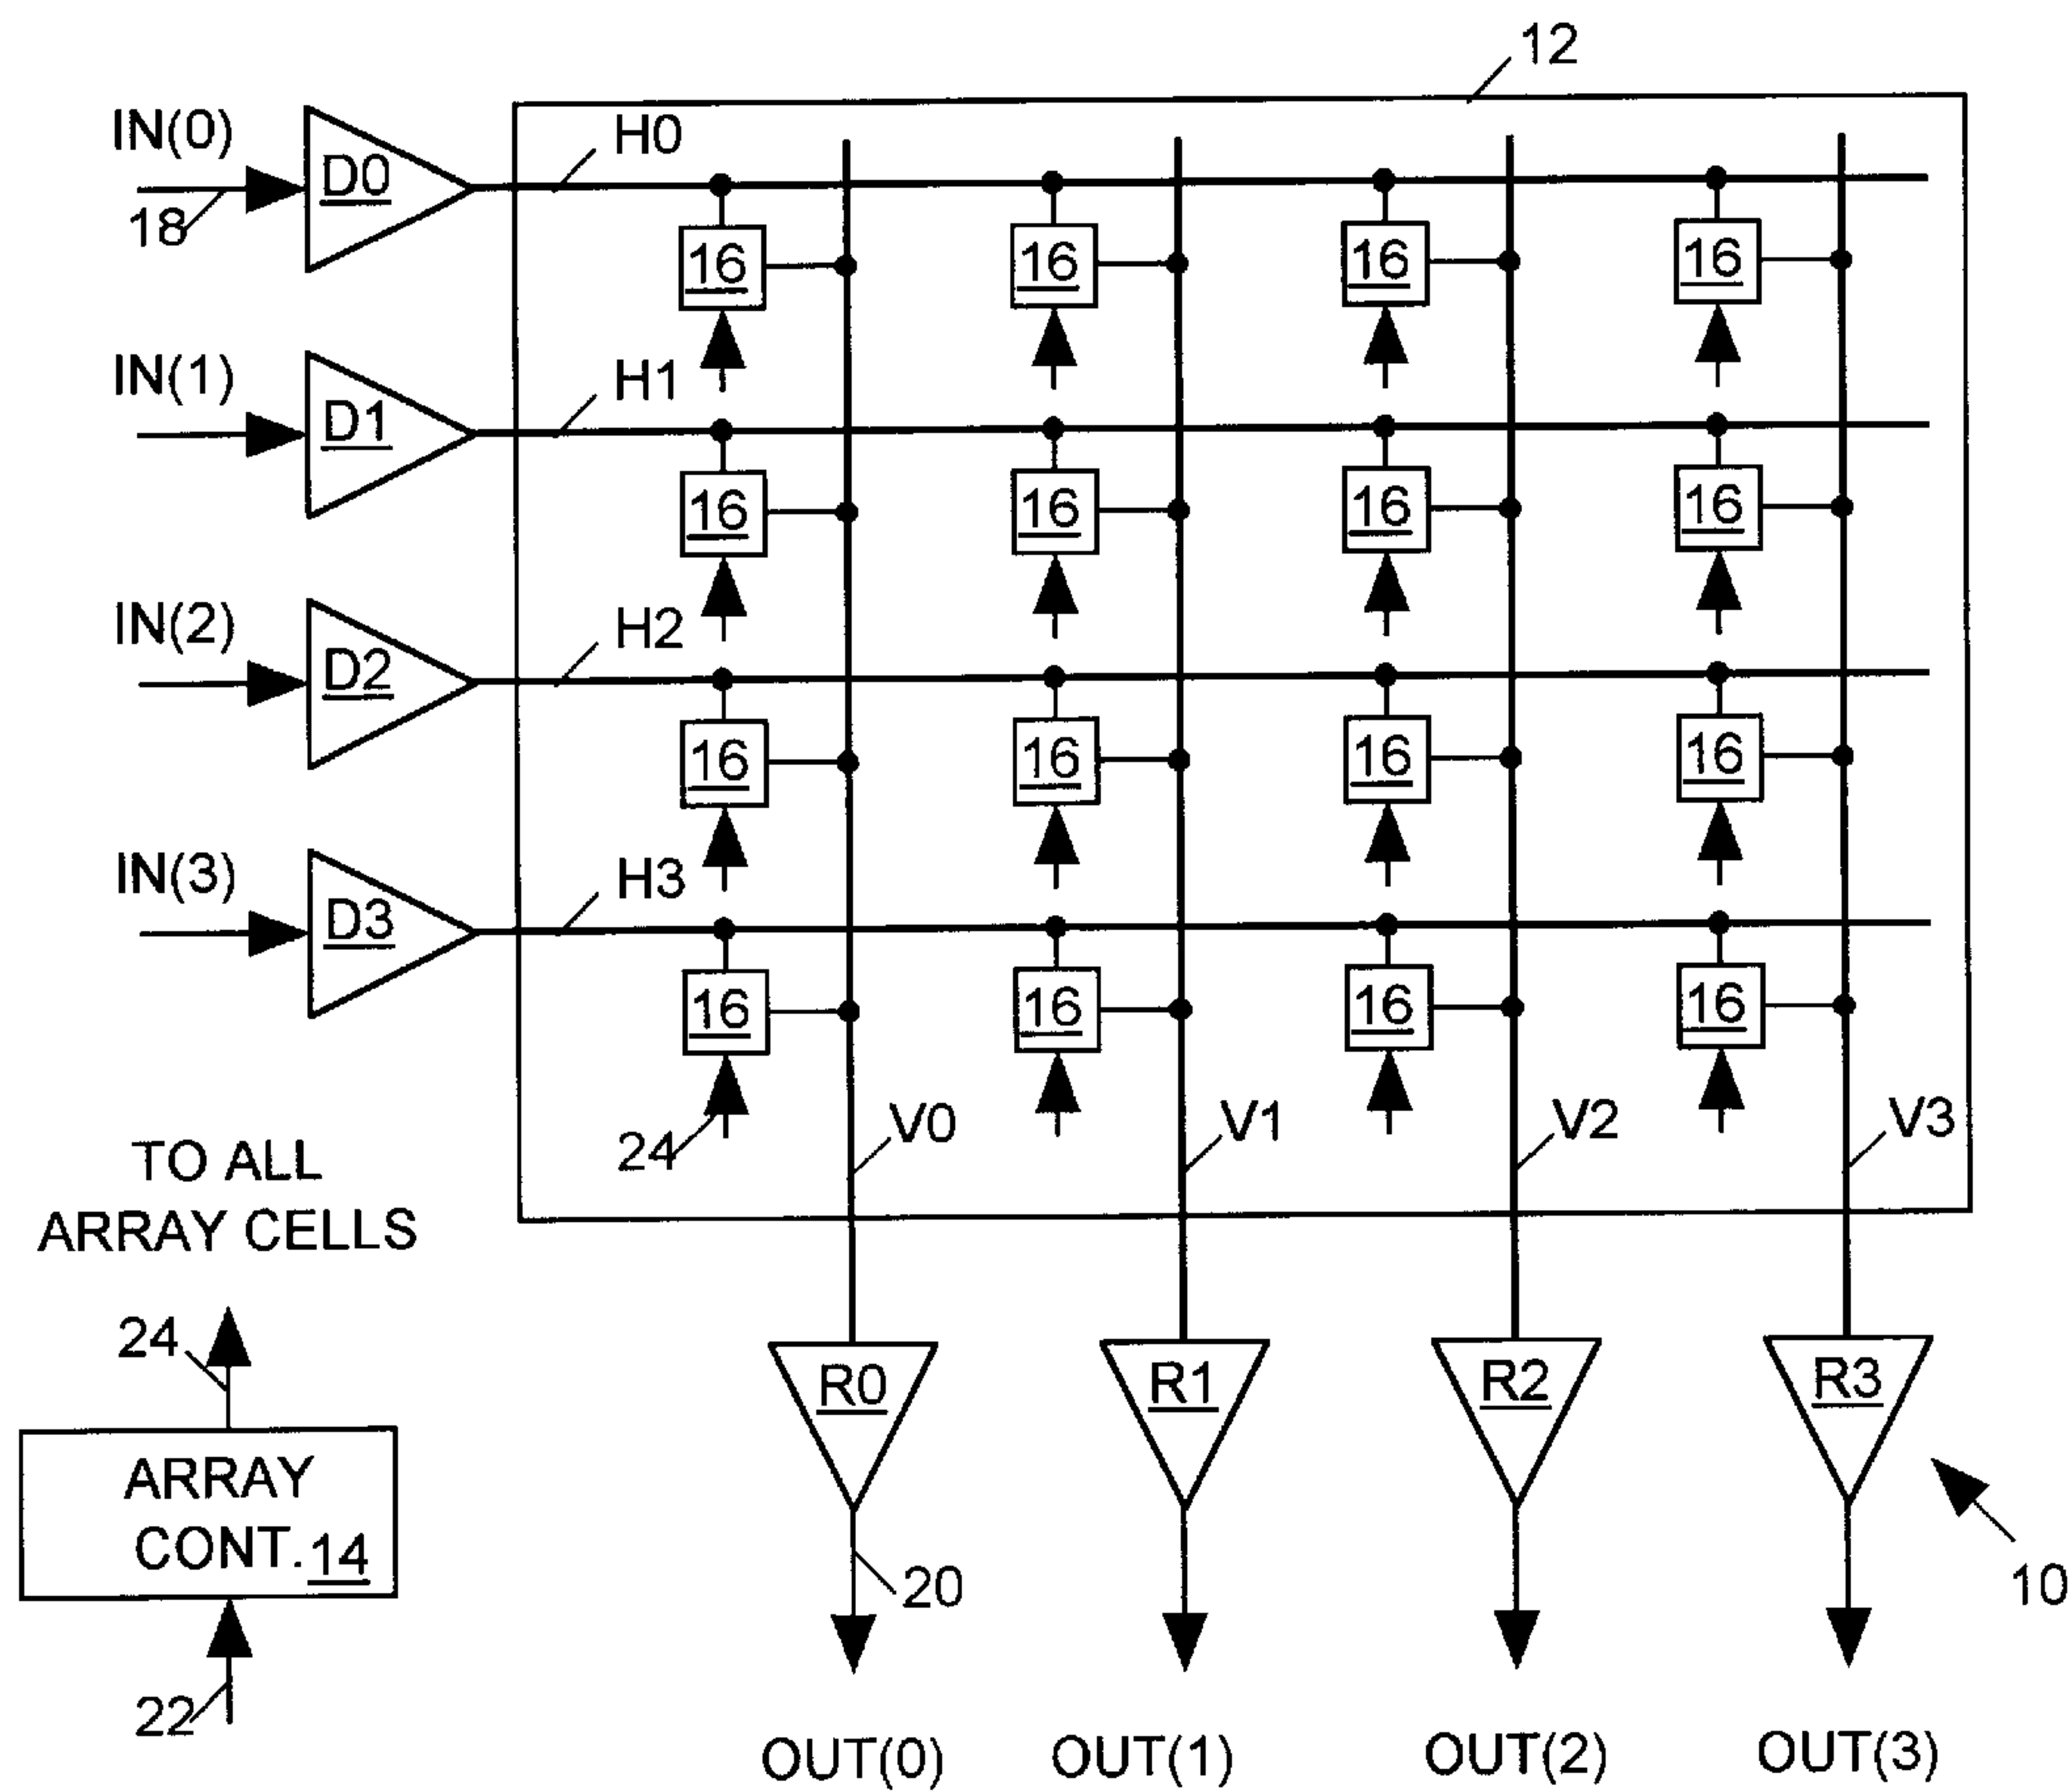 12
IN(0) D0 H0
18
16 16 16 16
IN(1) D1 H1
16 16 16 16
IN(2) D2 H2
16 16 16 16
IN(3) D3 H3
16 16 16 16
24 V0 V1 V2 V3
TO ALL
ARRAY CELLS
24
R0 R1 R2 R3
ARRAY
CONT. 14
20
10
22
OUT(0) OUT(1) OUT(2) OUT(3)